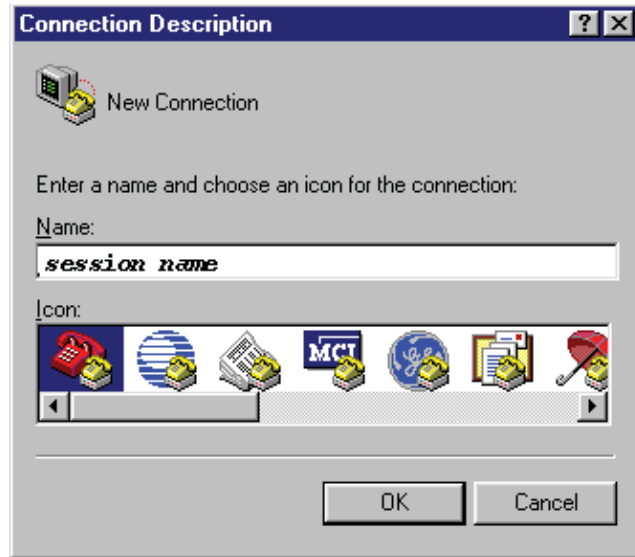 Connection Description
New Connection
Enter a name and choose an icon for the connection:
Name:
session name
Icon:
MCI
OK Cancel